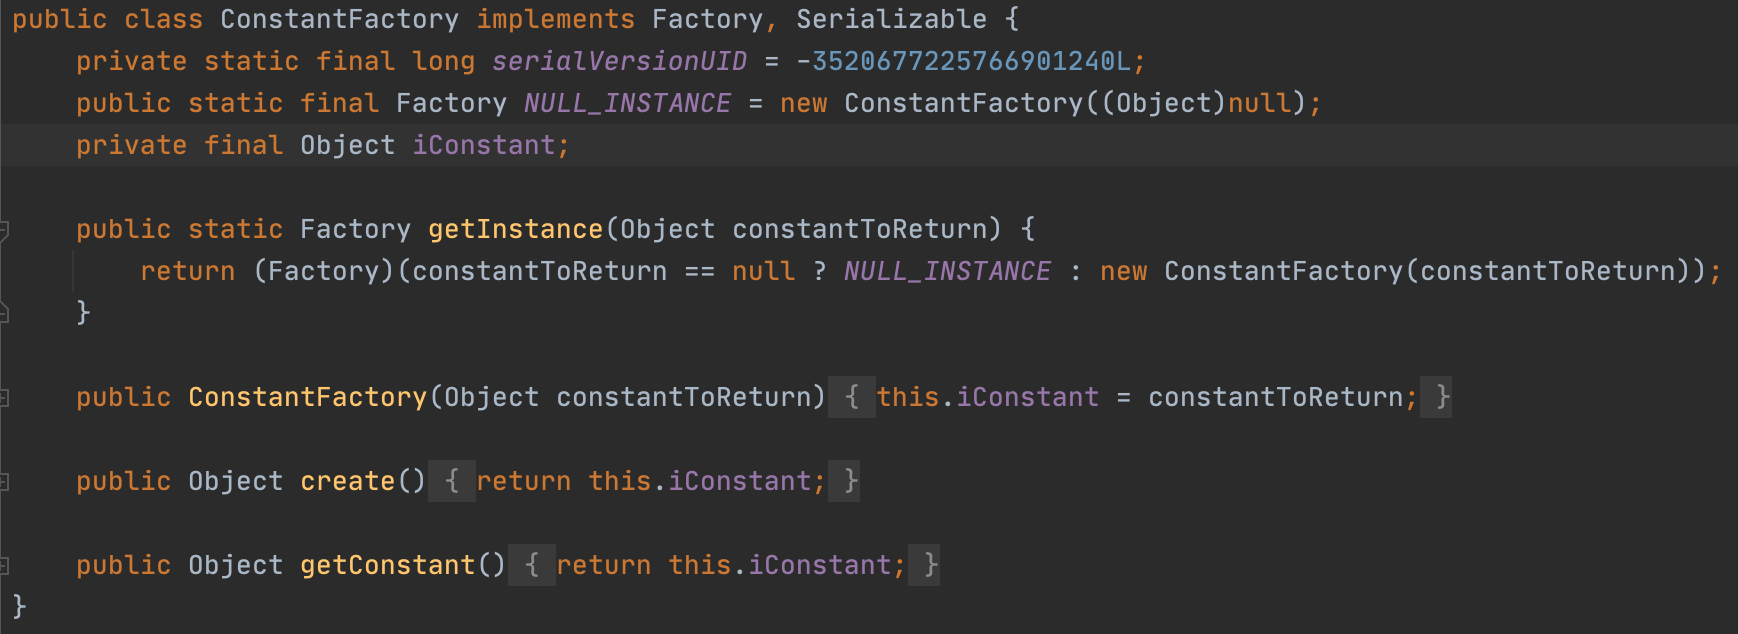 public class ConstantFactory implements Factory, Serializable {
private static final long serialVersionUID = -3520677225766901240L;
public static final Factory NULL_INSTANCE = new ConstantFactory((Object)null);
private final Object iConstant;
public static Factory getInstance(Object constantToReturn) {
return (Factory)(constantToReturn == null ? NULL_INSTANCE : new ConstantFactory(constantToReturn));
}
public ConstantFactory(Object constantToReturn) { this.iConstant = constantToReturn; }
public Object create() { return this.iConstant; }
public Object getConstant() { return this.iConstant; }
}